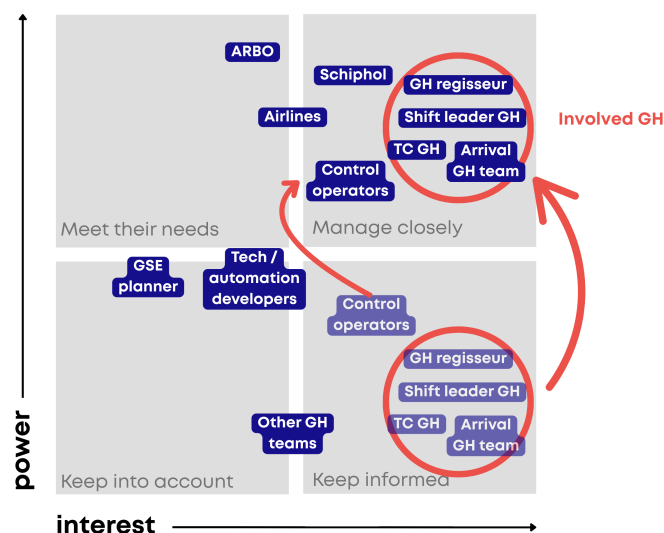 ARBO
Schiphol
GH regisseur
Airlines
Shift leader GH
Involved GH
TC GH
Arrival
GH team
Control
operators
Meet their needs
Manage closely
GSE
planner
Tech /
automation
developers
Control
operators
GH regisseur
Shift leader GH
Other GH
teams
TC GH
Arrival
GH team
Keep into account
Keep informed
power
interest